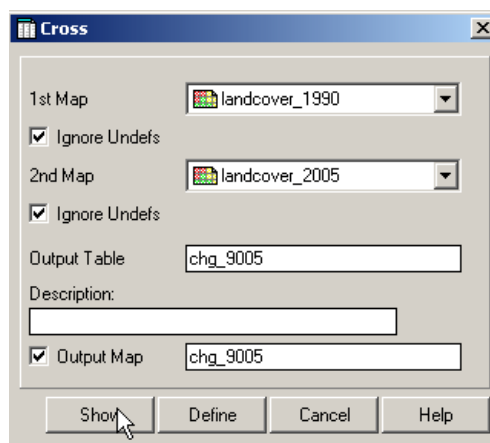 Cross
1st Map landcover_1990
Ignore Undefs
2nd Map landcover_2005
Ignore Undefs
Output Table chg_9005
Description:
Output Map chg_9005
Show Define Cancel Help